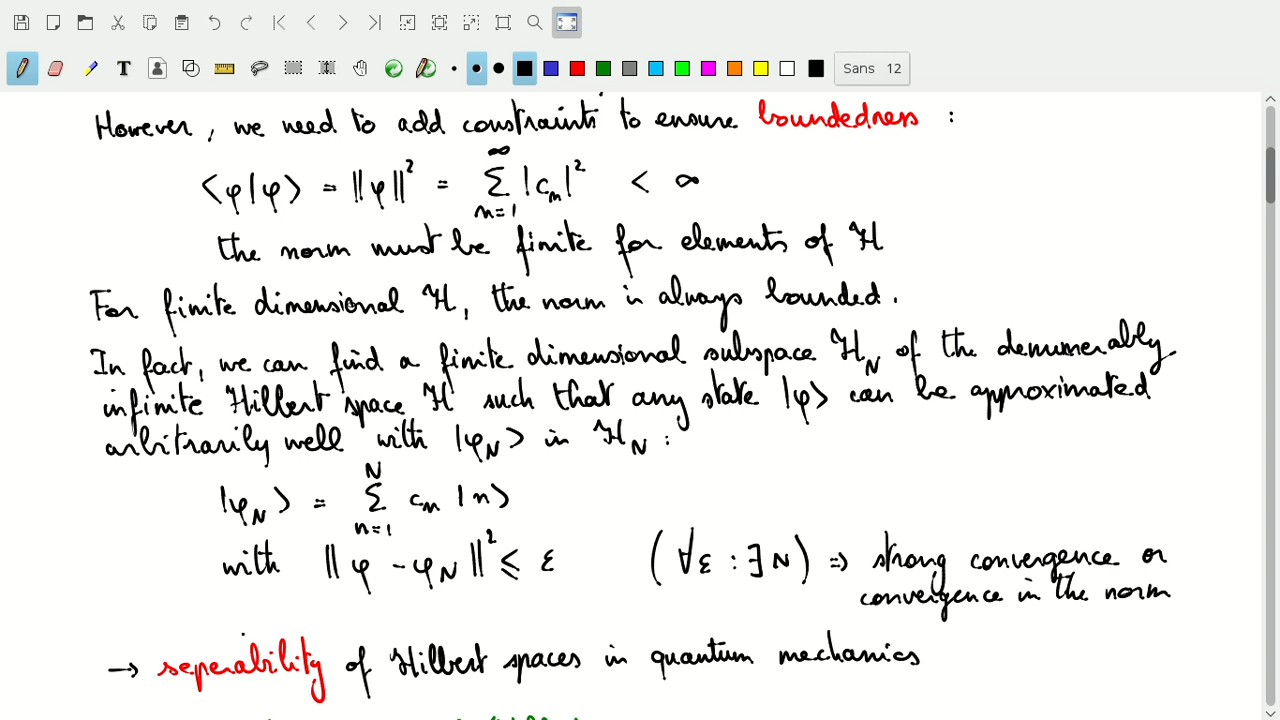 Sans 12
However, we need to add constraints to ensure boundedness :
⟨φ|φ⟩ = ||φ||² = ∑_{n=1}^{∞} |c_n|² < ∞
the norm must be finite for elements of ℋ
For finite dimensional ℋ, the norm is always bounded.
In fact, we can find a finite dimensional subspace ℋ_N of the denumerably
infinite Hilbert space ℋ such that any state |φ⟩ can be approximated
arbitrarily well with |φ_N⟩ in ℋ_N :
|φ_N⟩ = ∑_{n=1}^{N} c_n |n⟩
with ||φ - φ_N||² ⩽ ε (∀ε : ∃N) ⇒ strong convergence or
convergence in the norm
→ seperability of Hilbert spaces in quantum mechanics